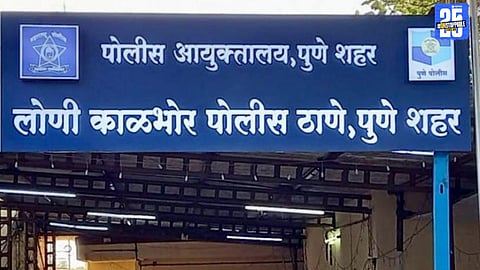 पोलीस आयुक्तालय,पुणे शहर
पुणे पोलीस
लोणी काळभोर पोलीस ठाणे,पुणे शहर